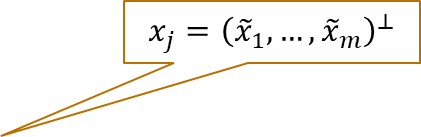 x_j = (x̃_1, …, x̃_m)^⊥